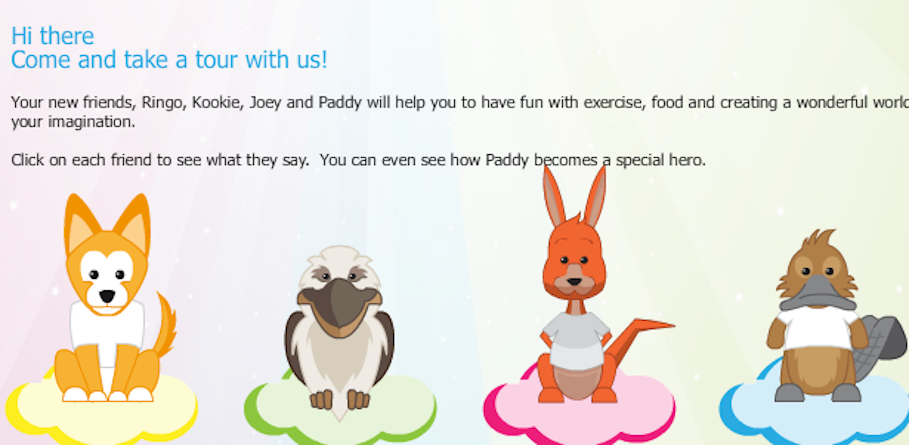 Hi there
Come and take a tour with us!
Your new friends, Ringo, Kookie, Joey and Paddy will help you to have fun with exercise, food and creating a wonderful
your imagination.
Click on each friend to see what they say.  You can even see how Paddy becomes a special hero.